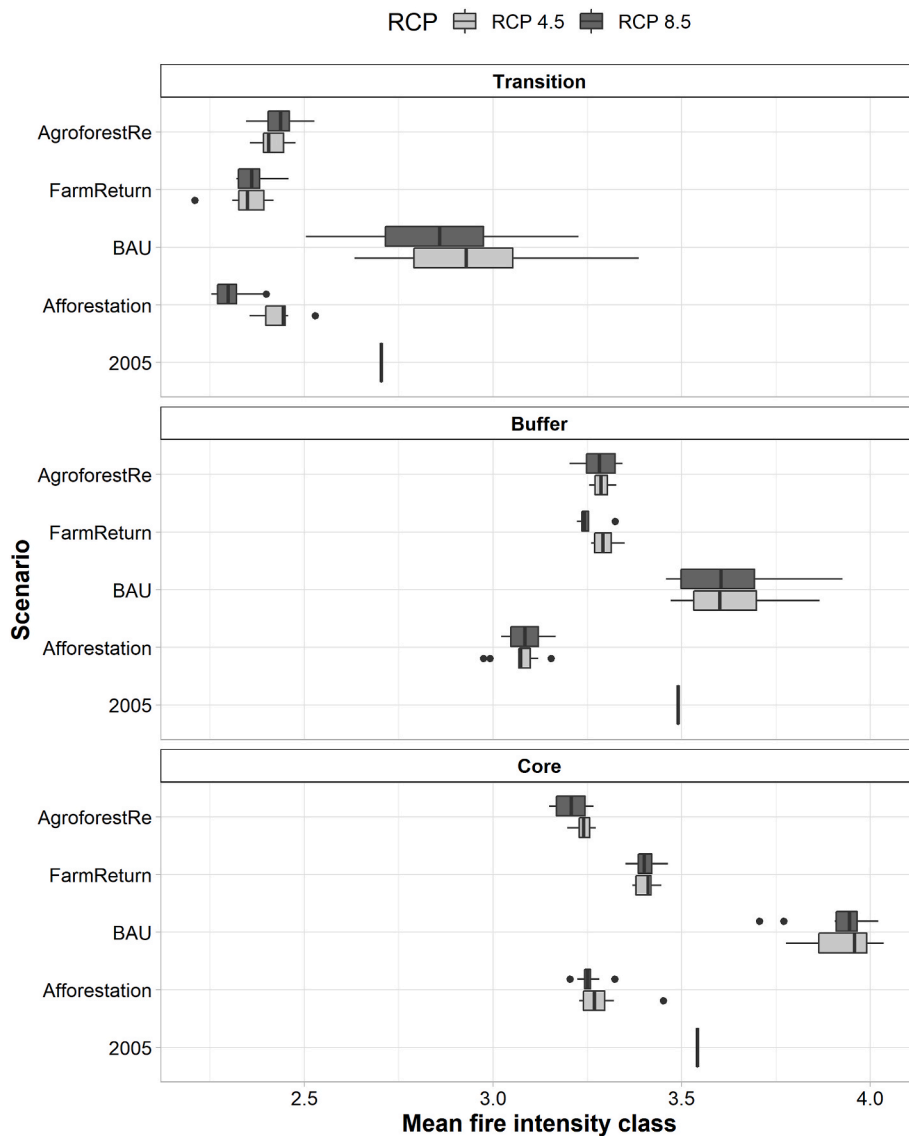 RCP RCP 4.5 RCP 8.5
Transition
AgroforestRe
FarmReturn
BAU
Afforestation
2005
Buffer
AgroforestRe
FarmReturn
BAU
Afforestation
2005
Scenario
Core
AgroforestRe
FarmReturn
BAU
Afforestation
2005
2.5 3.0 3.5 4.0
Mean fire intensity class